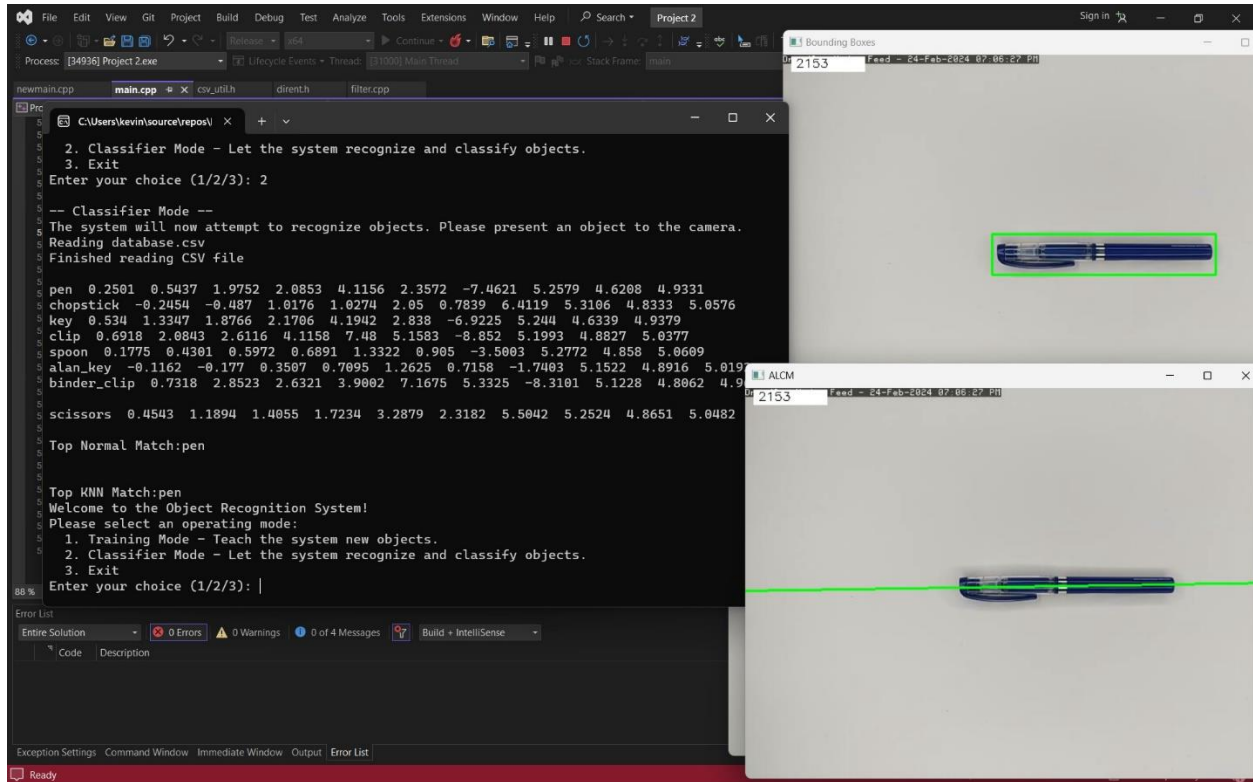 File Edit View Git Project Build Debug Test Analyze Tools Extensions Window Help Search Project 2 Sign in
Release x64 Continue
Process: [34936] Project 2.exe Lifecycle Events Thread: [31000] Main Thread Stack Frame: main
newmain.cpp main.cpp csv_util.h dirent.h filter.cpp
C:\Users\kevin\source\repos\
2. Classifier Mode - Let the system recognize and classify objects.
3. Exit
Enter your choice (1/2/3): 2
-- Classifier Mode --
The system will now attempt to recognize objects. Please present an object to the camera.
Reading database.csv
Finished reading CSV file
pen 0.2501 0.5437 1.9752 2.0853 4.1156 2.3572 -7.4621 5.2579 4.6208 4.9331
chopstick -0.2454 -0.487 1.0176 1.0274 2.05 0.7839 6.4119 5.3106 4.8333 5.0576
key 0.534 1.3347 1.8766 2.1706 4.1942 2.838 -6.9225 5.244 4.6339 4.9379
clip 0.6918 2.0843 2.6116 4.1158 7.48 5.1583 -8.852 5.1993 4.8827 5.0377
spoon 0.1775 0.4301 0.5972 0.6891 1.3322 0.905 -3.5003 5.2772 4.858 5.0609
alan_key -0.1162 -0.177 0.3507 0.7095 1.2625 0.7158 -1.7403 5.1522 4.8916
binder_clip 0.7318 2.8523 2.6321 3.9002 7.1675 5.3325 -8.3101 5.1228 4.8062
scissors 0.4543 1.1894 1.4055 1.7234 3.2879 2.3182 5.5042 5.2524 4.8651 5.0482
Top Normal Match:pen
Top KNN Match:pen
Welcome to the Object Recognition System!
Please select an operating mode:
1. Training Mode - Teach the system new objects.
2. Classifier Mode - Let the system recognize and classify objects.
3. Exit
Enter your choice (1/2/3):
88 %
Error List
Entire Solution 0 Errors 0 Warnings 0 of 4 Messages Build + IntelliSense
Code Description
Exception Settings Command Window Immediate Window Output Error List
Ready
Bounding Boxes
2153 Feed - 24-Feb-2024 07:06:27 PM
ALCM
2153 Feed - 24-Feb-2024 07:06:27 PM